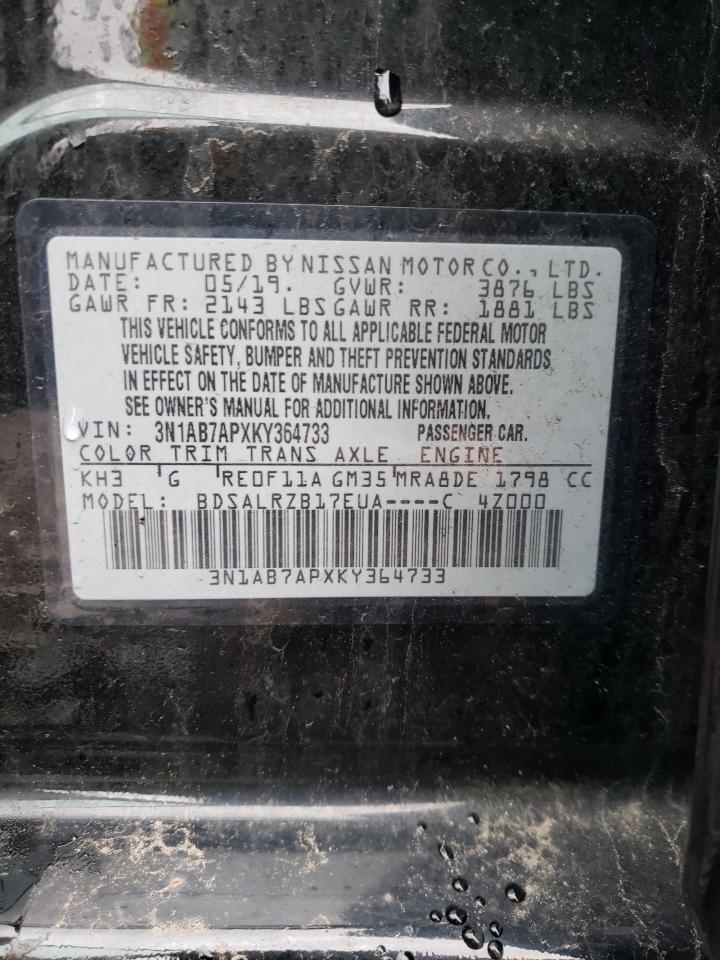 MANUFACTURED BY NISSAN MOTOR CO., LTD.
DATE: 05/19. GVWR: 3876 LBS
GAWR FR: 2143 LBS GAWR RR: 1881 LBS
THIS VEHICLE CONFORMS TO ALL APPLICABLE FEDERAL MOTOR
VEHICLE SAFETY, BUMPER AND THEFT PREVENTION STANDARDS
IN EFFECT ON THE DATE OF MANUFACTURE SHOWN ABOVE.
SEE OWNER'S MANUAL FOR ADDITIONAL INFORMATION.
VIN: 3N1AB7APXKY364733 PASSENGER CAR.
COLOR TRIM TRANS AXLE ENGINE
KH3 G RE0F11A GM35 MRA8DE 1798 CC
MODEL: BDSALRZB17EUA----C 4Z000
3N1AB7APXKY364733